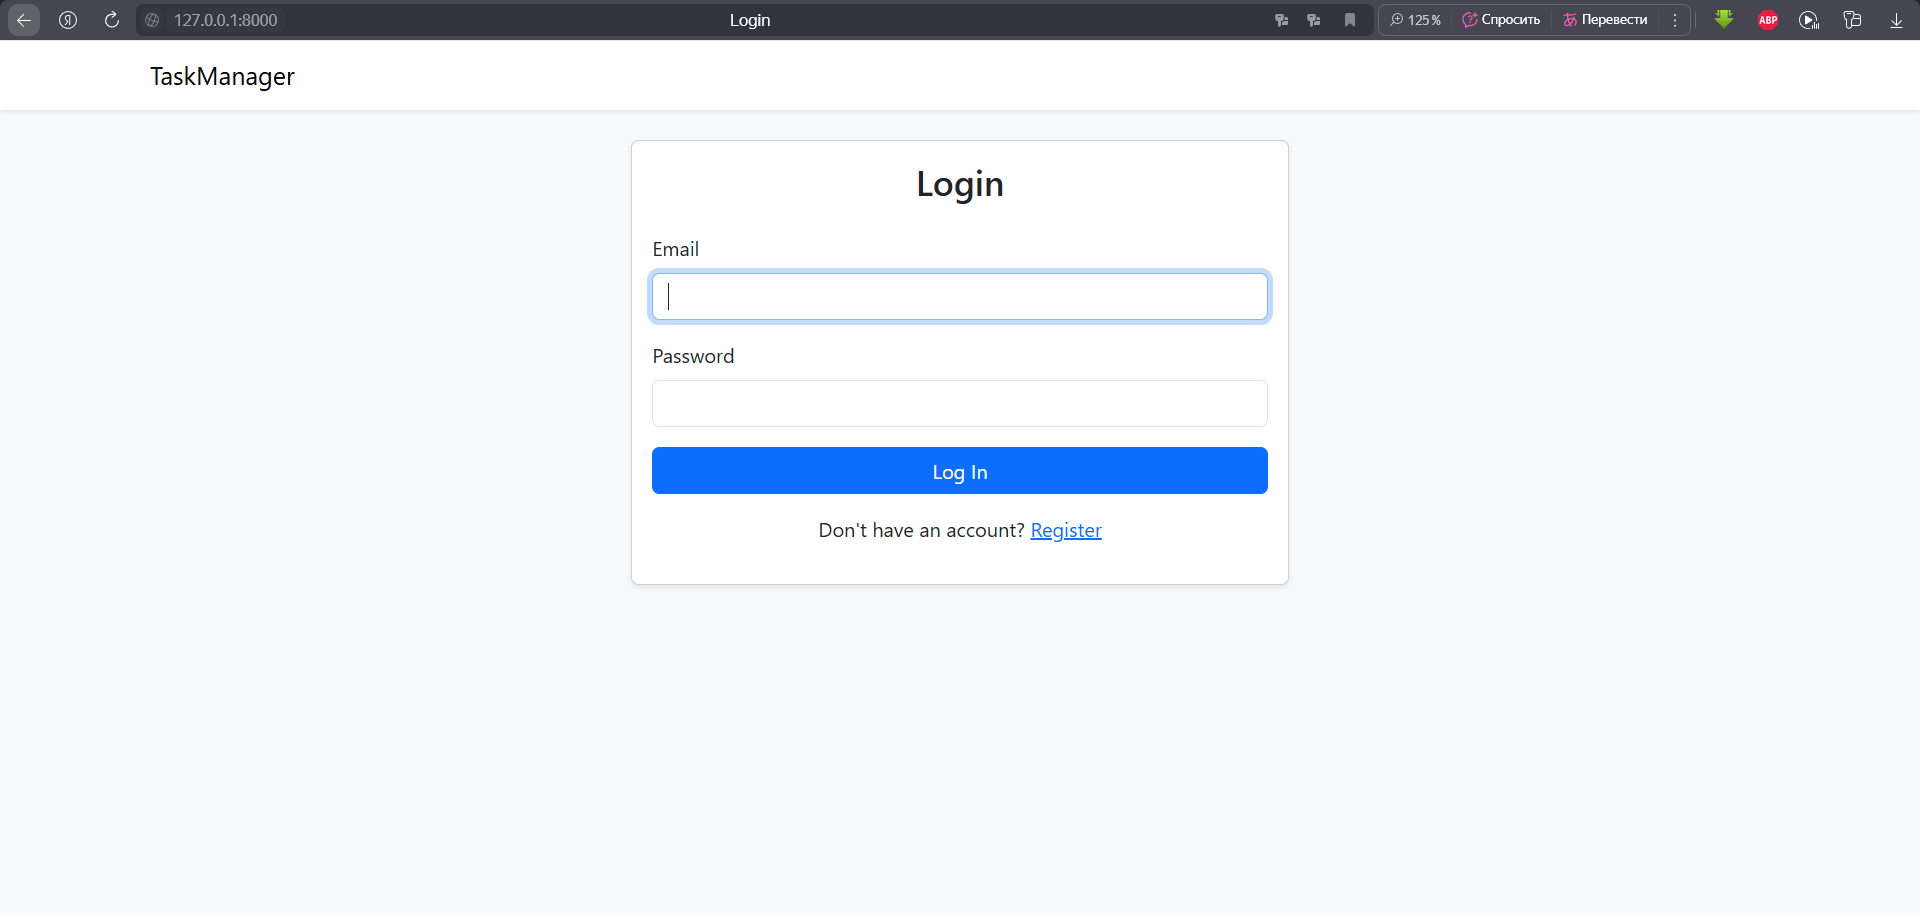 127.0.0.1:8000 Login 125% Спросить Перевести ABP
TaskManager
Login
Email
Password
Log In
Don't have an account? Register